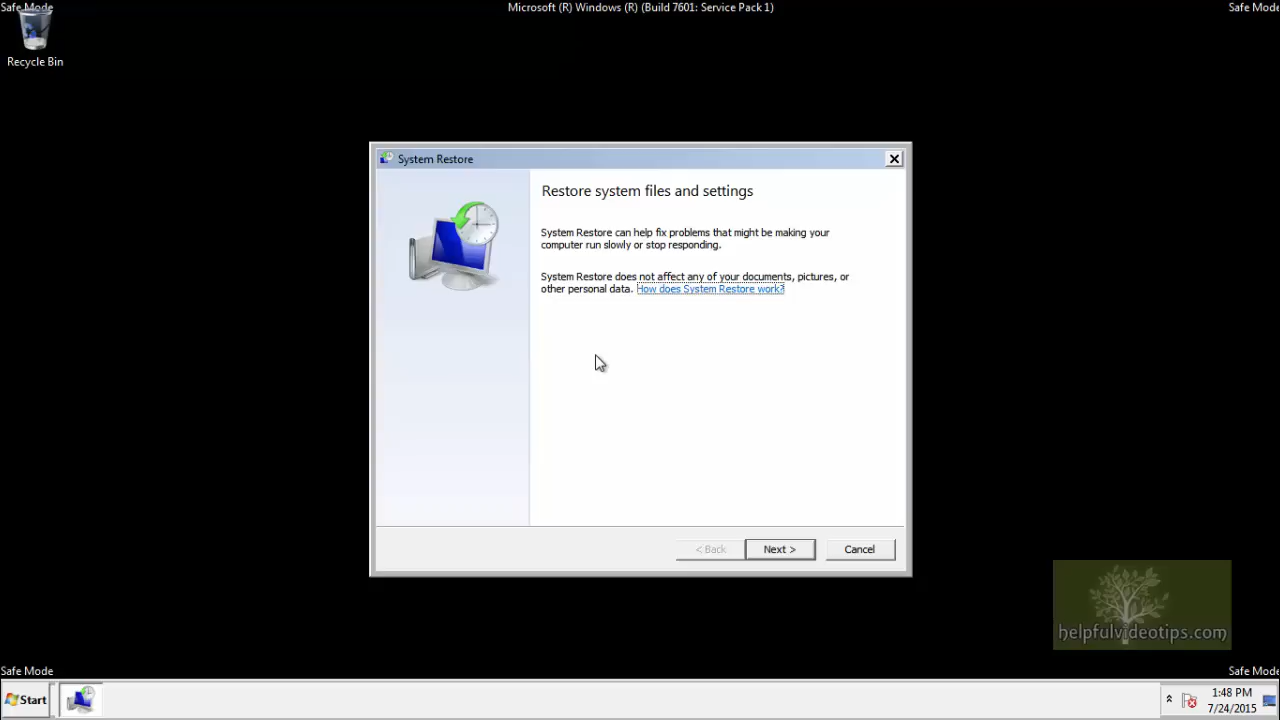 Safe Mode
Microsoft (R) Windows (R) (Build 7601: Service Pack 1)
Safe Mode
Recycle Bin
System Restore
Restore system files and settings
System Restore can help fix problems that might be making your
computer run slowly or stop responding.
System Restore does not affect any of your documents, pictures, or
other personal data. How does System Restore work?
< Back
Next >
Cancel
helpfulvideotips.com
Safe Mode
Safe Mode
Start
1:48 PM
7/24/2015